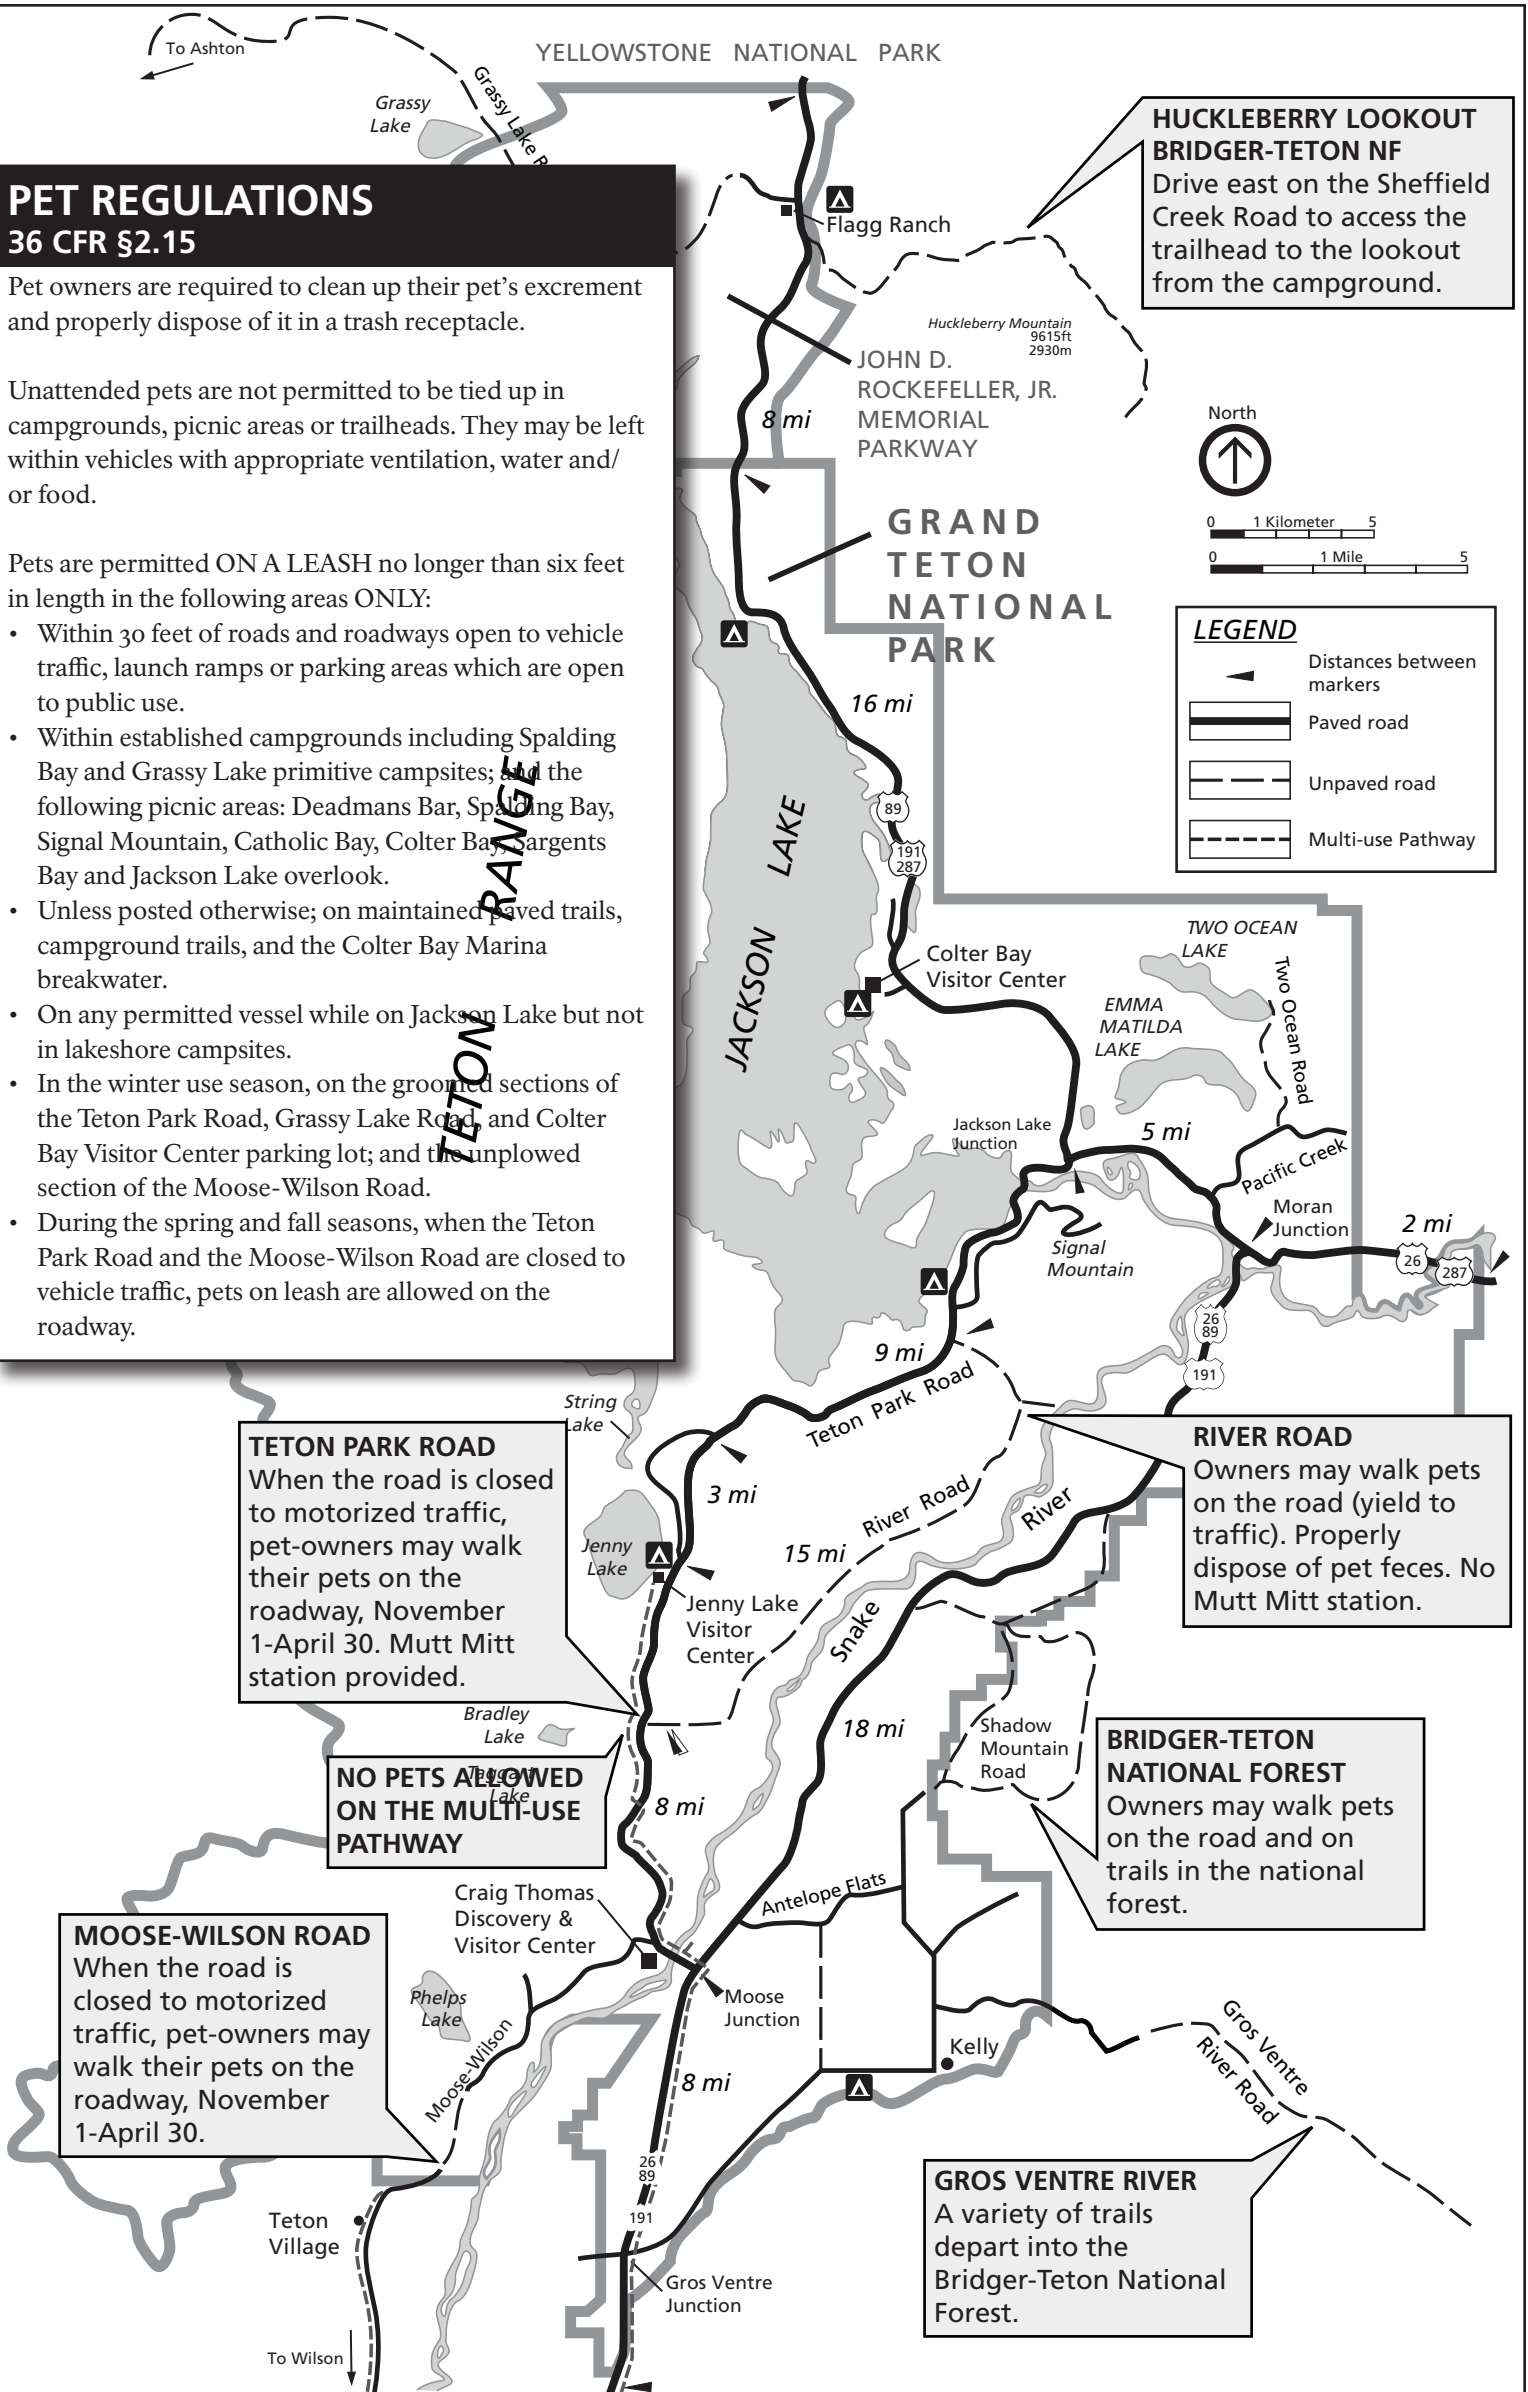 To Ashton
YELLOWSTONE NATIONAL PARK
Grassy
Lake
Grassy Lake R
HUCKLEBERRY LOOKOUT
BRIDGER-TETON NF
Drive east on the Sheffield
Creek Road to access the
trailhead to the lookout
from the campground.
PET REGULATIONS
36 CFR §2.15
Pet owners are required to clean up their pet’s excrement
and properly dispose of it in a trash receptacle.
Unattended pets are not permitted to be tied up in
campgrounds, picnic areas or trailheads. They may be left
within vehicles with appropriate ventilation, water and/
or food.
Pets are permitted ON A LEASH no longer than six feet
in length in the following areas ONLY:
• Within 30 feet of roads and roadways open to vehicle
traffic, launch ramps or parking areas which are open
to public use.
• Within established campgrounds including Spalding
Bay and Grassy Lake primitive campsites; and the
following picnic areas: Deadmans Bar, Spalding Bay,
Signal Mountain, Catholic Bay, Colter Bay, Sargents
Bay and Jackson Lake overlook.
• Unless posted otherwise; on maintained paved trails,
campground trails, and the Colter Bay Marina
breakwater.
• On any permitted vessel while on Jackson Lake but not
in lakeshore campsites.
• In the winter use season, on the groomed sections of
the Teton Park Road, Grassy Lake Road, and Colter
Bay Visitor Center parking lot; and the unplowed
section of the Moose-Wilson Road.
• During the spring and fall seasons, when the Teton
Park Road and the Moose-Wilson Road are closed to
vehicle traffic, pets on leash are allowed on the
roadway.
TETON RANGE
Flagg Ranch
Huckleberry Mountain
9615ft
2930m
JOHN D.
ROCKEFELLER, JR.
MEMORIAL
PARKWAY
8 mi
North
0 1 Kilometer 5
0 1 Mile 5
GRAND
TETON
NATIONAL
PARK
LEGEND
Distances between
markers
Paved road
Unpaved road
Multi-use Pathway
16 mi
89
191
287
JACKSON LAKE
Colter Bay
Visitor Center
TWO OCEAN
LAKE
Two Ocean Road
EMMA
MATILDA
LAKE
Jackson Lake
Junction
5 mi
Pacific Creek
Moran
Junction
2 mi
26
287
Signal
Mountain
26
89
191
9 mi
Teton Park Road
String
Lake
TETON PARK ROAD
When the road is closed
to motorized traffic,
pet-owners may walk
their pets on the
roadway, November
1-April 30. Mutt Mitt
station provided.
RIVER ROAD
Owners may walk pets
on the road (yield to
traffic). Properly
dispose of pet feces. No
Mutt Mitt station.
3 mi
Jenny
Lake
River Road
15 mi
Snake River
Jenny Lake
Visitor
Center
Bradley
Lake
Taggart
Lake
NO PETS ALLOWED
ON THE MULTI-USE
PATHWAY
18 mi
Shadow
Mountain
Road
BRIDGER-TETON
NATIONAL FOREST
Owners may walk pets
on the road and on
trails in the national
forest.
8 mi
Antelope Flats
Craig Thomas
Discovery &
Visitor Center
MOOSE-WILSON ROAD
When the road is
closed to motorized
traffic, pet-owners may
walk their pets on the
roadway, November
1-April 30.
Phelps
Lake
Moose-Wilson
Moose
Junction
Kelly
Gros Ventre
River Road
8 mi
26
89
191
GROS VENTRE RIVER
A variety of trails
depart into the
Bridger-Teton National
Forest.
Teton
Village
Gros Ventre
Junction
To Wilson